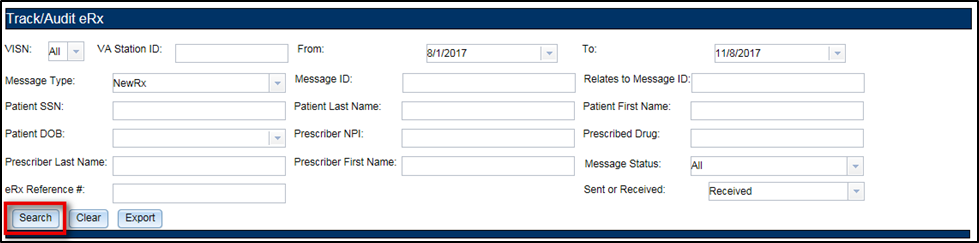 Track/Audit eRx
VISN: All VA Station ID: From: 8/1/2017 To: 11/8/2017
Message Type: NewRx Message ID: Relates to Message ID:
Patient SSN: Patient Last Name: Patient First Name:
Patient DOB: Prescriber NPI: Prescribed Drug:
Prescriber Last Name: Prescriber First Name: Message Status: All
eRx Reference #: Sent or Received: Received
Search Clear Export